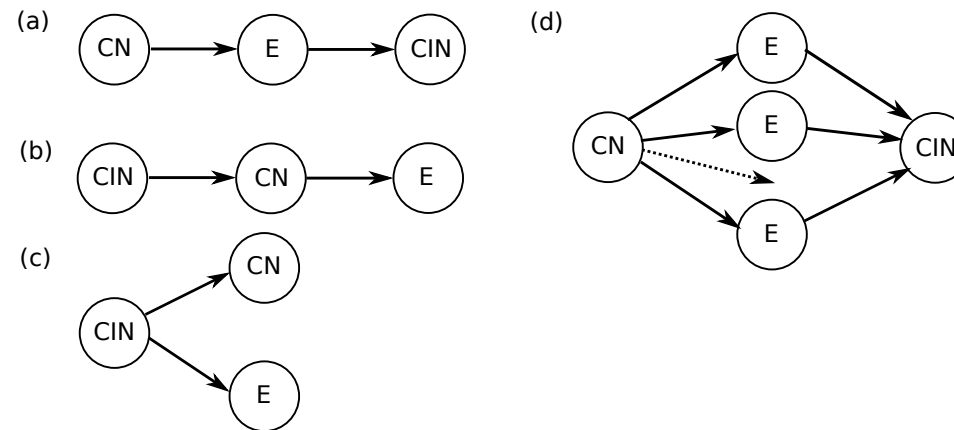 (a)
CN E CIN
(b)
CIN CN E
(c)
CN
CIN
E
(d)
E
E
CN CIN
E